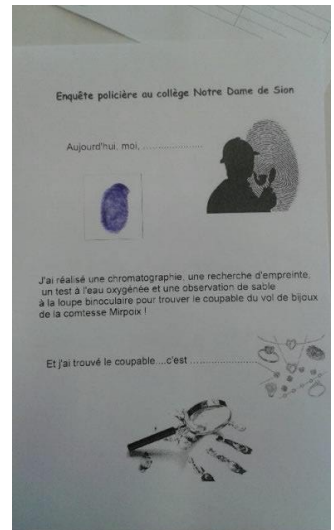 Enquête policière au collège Notre Dame de Sion
Aujourd'hui, moi, ......................
J'ai réalisé une chromatographie, une recherche d'empreinte,
un test à l'eau oxygénée et une observation de sable
à la loupe binoculaire pour trouver le coupable du vol de bijoux
de la comtesse Mirpoix !
Et j'ai trouvé le coupable....c'est ........................